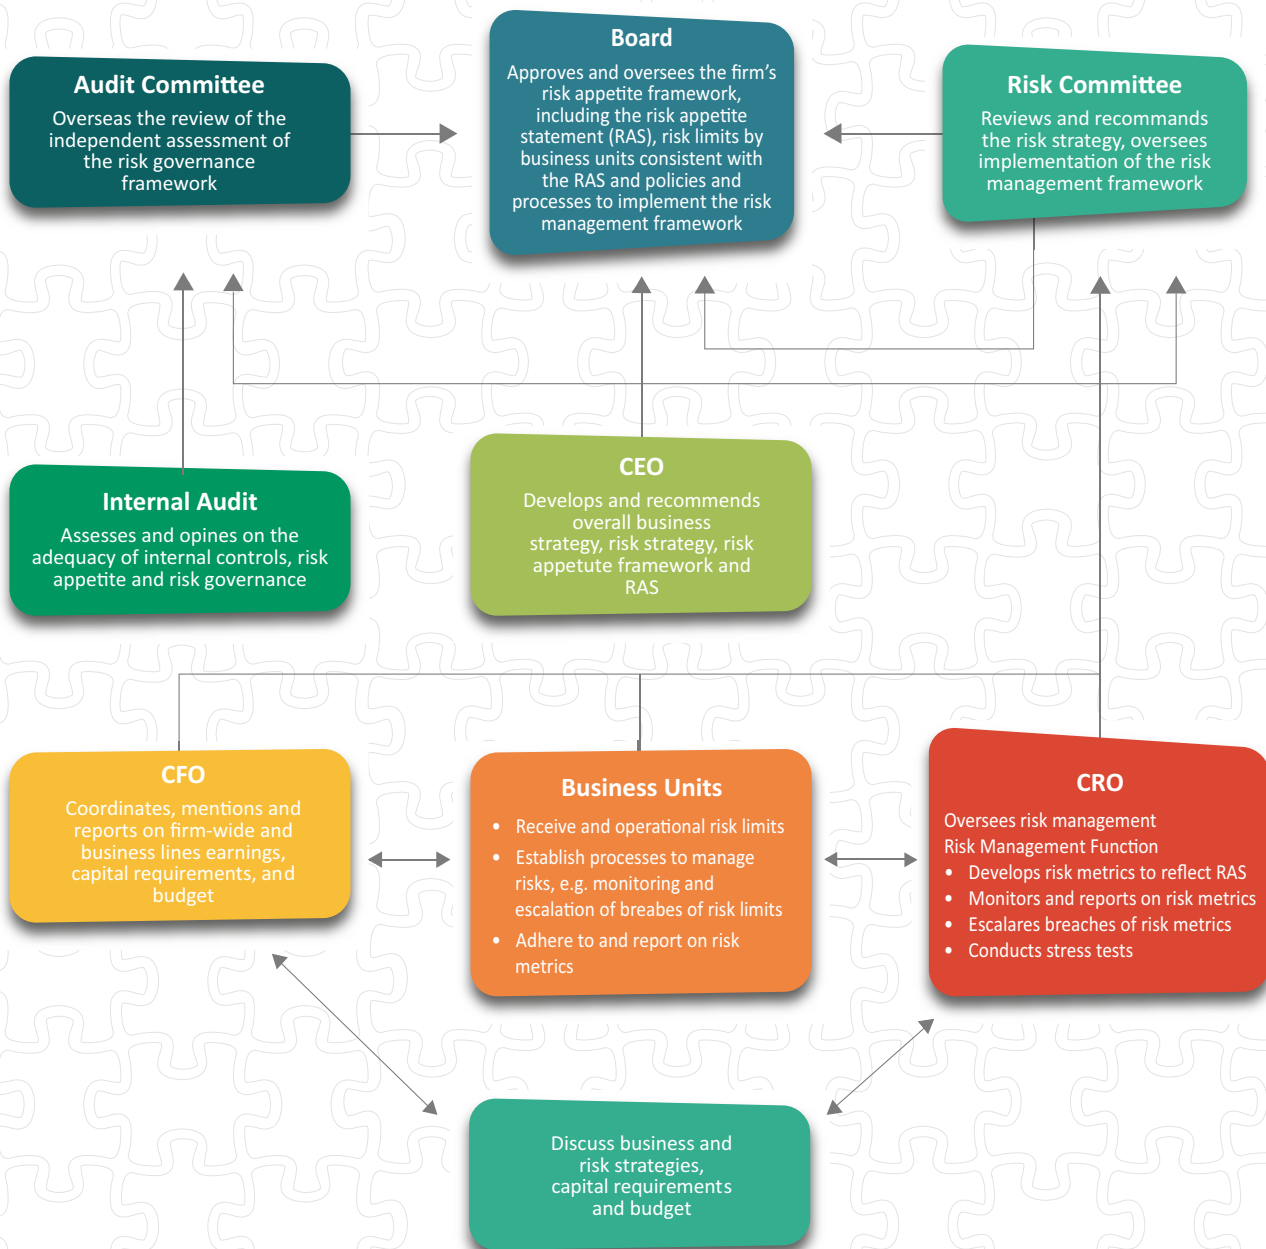 Audit Committee
Overseas the review of the
independent assessment of
the risk governance
framework
Board
Approves and oversees the firm's
risk appetite framework,
including the risk appetite
statement (RAS), risk limits by
business units consistent with
the RAS and policies and
processes to implement the risk
management framework
Risk Committee
Reviews and recommands
the risk strategy, oversees
implementation of the risk
management framework
Internal Audit
Assesses and opines on the
adequacy of internal controls, risk
appetite and risk governance
CEO
Develops and recommends
overall business
strategy, risk strategy, risk
appetute framework and
RAS
CFO
Coordinates, mentions and
reports on firm-wide and
business lines earnings,
capital requirements, and
budget
Business Units
• Receive and operational risk limits
• Establish processes to manage
risks, e.g. monitoring and
escalation of breabes of risk limits
• Adhere to and report on risk
metrics
CRO
Oversees risk management
Risk Management Function
• Develops risk metrics to reflect RAS
• Monitors and reports on risk metrics
• Escalares breaches of risk metrics
• Conducts stress tests
Discuss business and
risk strategies,
capital requirements
and budget